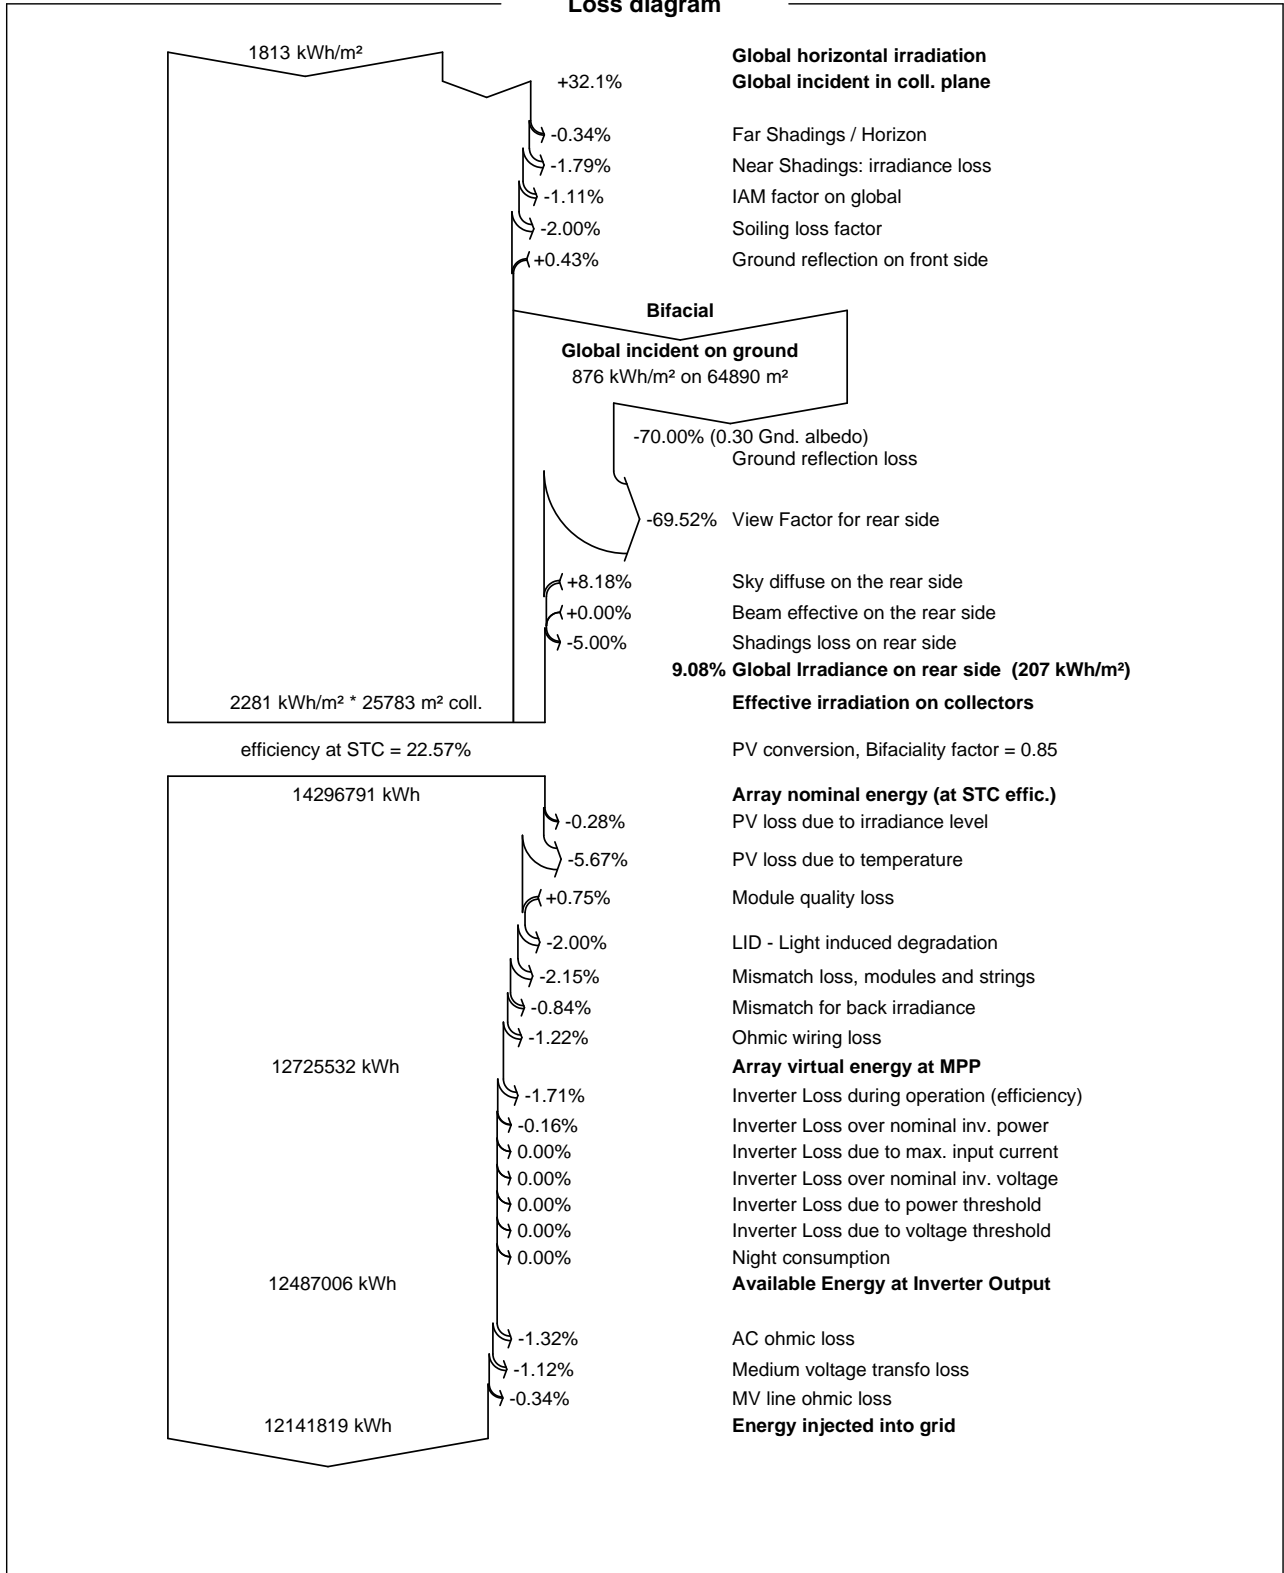 Loss diagram
1813 kWh/m² Global horizontal irradiation
+32.1% Global incident in coll. plane
-0.34% Far Shadings / Horizon
-1.79% Near Shadings: irradiance loss
-1.11% IAM factor on global
-2.00% Soiling loss factor
+0.43% Ground reflection on front side
Bifacial
Global incident on ground
876 kWh/m² on 64890 m²
-70.00% (0.30 Gnd. albedo)
Ground reflection loss
-69.52% View Factor for rear side
+8.18% Sky diffuse on the rear side
+0.00% Beam effective on the rear side
-5.00% Shadings loss on rear side
9.08% Global Irradiance on rear side (207 kWh/m²)
2281 kWh/m² * 25783 m² coll. Effective irradiation on collectors
efficiency at STC = 22.57% PV conversion, Bifaciality factor = 0.85
14296791 kWh Array nominal energy (at STC effic.)
-0.28% PV loss due to irradiance level
-5.67% PV loss due to temperature
+0.75% Module quality loss
-2.00% LID - Light induced degradation
-2.15% Mismatch loss, modules and strings
-0.84% Mismatch for back irradiance
-1.22% Ohmic wiring loss
12725532 kWh Array virtual energy at MPP
-1.71% Inverter Loss during operation (efficiency)
-0.16% Inverter Loss over nominal inv. power
0.00% Inverter Loss due to max. input current
0.00% Inverter Loss over nominal inv. voltage
0.00% Inverter Loss due to power threshold
0.00% Inverter Loss due to voltage threshold
0.00% Night consumption
12487006 kWh Available Energy at Inverter Output
-1.32% AC ohmic loss
-1.12% Medium voltage transfo loss
-0.34% MV line ohmic loss
12141819 kWh Energy injected into grid